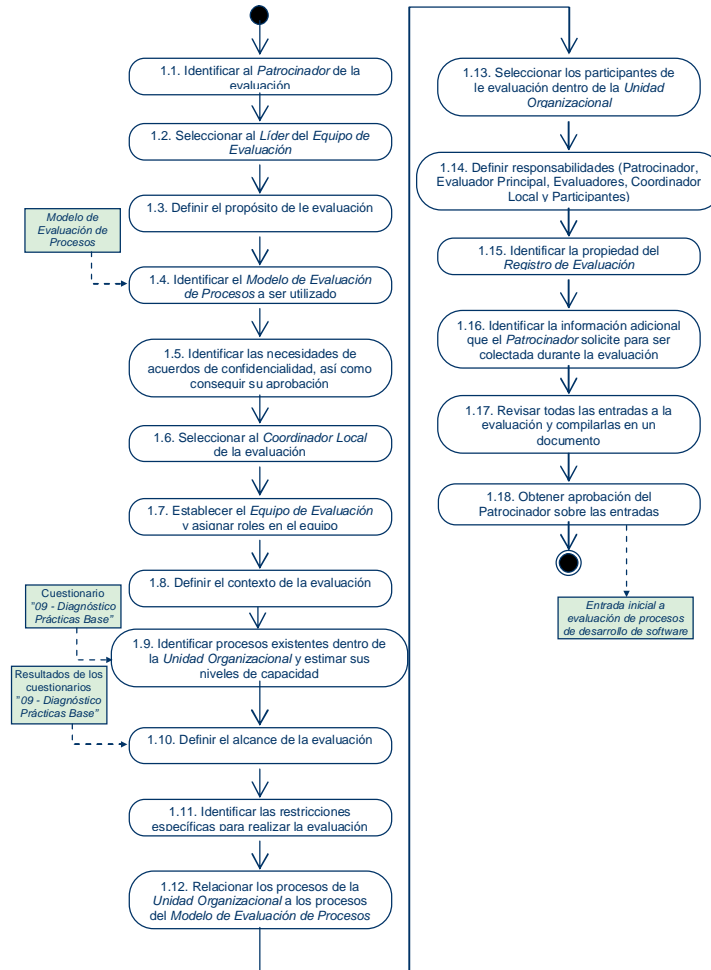 1.1. Identificar al Patrocinador de la
evaluación
1.2. Seleccionar al Líder del Equipo de
Evaluación
1.3. Definir el propósito de le evaluación
Modelo de
Evaluación de
Procesos
1.4. Identificar el Modelo de Evaluación
de Procesos a ser utilizado
1.5. Identificar las necesidades de
acuerdos de confidencialidad, así como
conseguir su aprobación
1.6. Seleccionar al Coordinador Local
de la evaluación
1.7. Establecer el Equipo de Evaluación
y asignar roles en el equipo
1.8. Definir el contexto de la evaluación
Cuestionario
"09 - Diagnóstico
Prácticas Base"
1.9. Identificar procesos existentes dentro de
la Unidad Organizacional y estimar sus
niveles de capacidad
Resultados de los
cuestionarios
"09 - Diagnóstico
Prácticas Base"
1.10. Definir el alcance de la evaluación
1.11. Identificar las restricciones
específicas para realizar la evaluación
1.12. Relacionar los procesos de la
Unidad Organizacional a los procesos
del Modelo de Evaluación de Procesos
1.13. Seleccionar los participantes de
le evaluación dentro de la Unidad
Organizacional
1.14. Definir responsabilidades (Patrocinador,
Evaluador Principal, Evaluadores, Coordinador
Local y Participantes)
1.15. Identificar la propiedad del
Registro de Evaluación
1.16. Identificar la información adicional
que el Patrocinador solicite para ser
colectada durante la evaluación
1.17. Revisar todas las entradas a la
evaluación y compilarlas en un
documento
1.18. Obtener aprobación del
Patrocinador sobre las entradas
Entrada inicial a
evaluación de procesos
de desarrollo de software